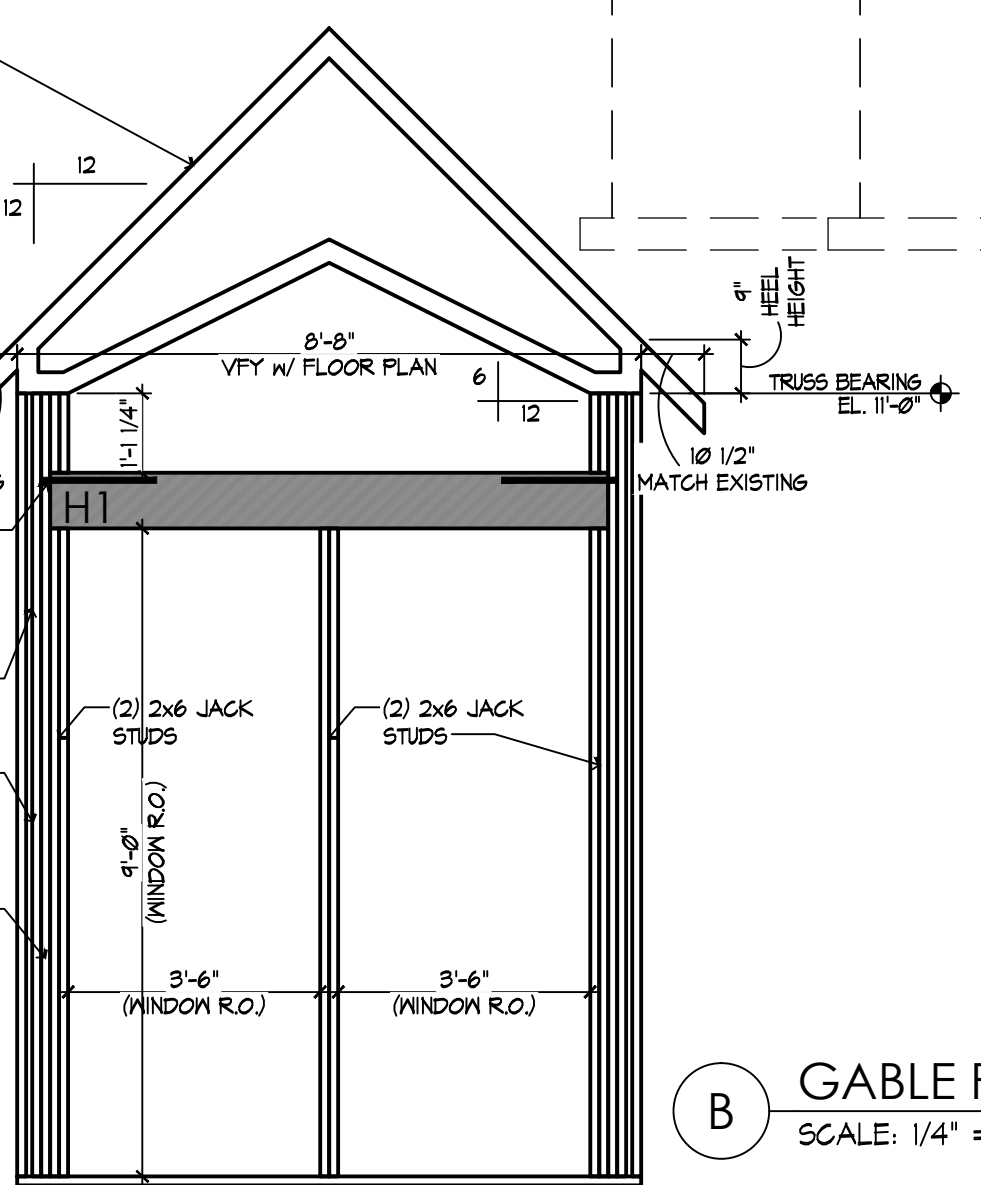 12
12
9"
HEEL
HEIGHT
8'-8"
VFY W/ FLOOR PLAN
6
12
TRUSS BEARING
EL. 11'-0"
1'-1 1/4"
10 1/2"
MATCH EXISTING
H1
(2) 2x6 JACK
STUDS
(2) 2x6 JACK
STUDS
9'-0"
(WINDOW R.O.)
3'-6"
(WINDOW R.O.)
3'-6"
(WINDOW R.O.)
B
GABLE
SCALE: 1/4" =